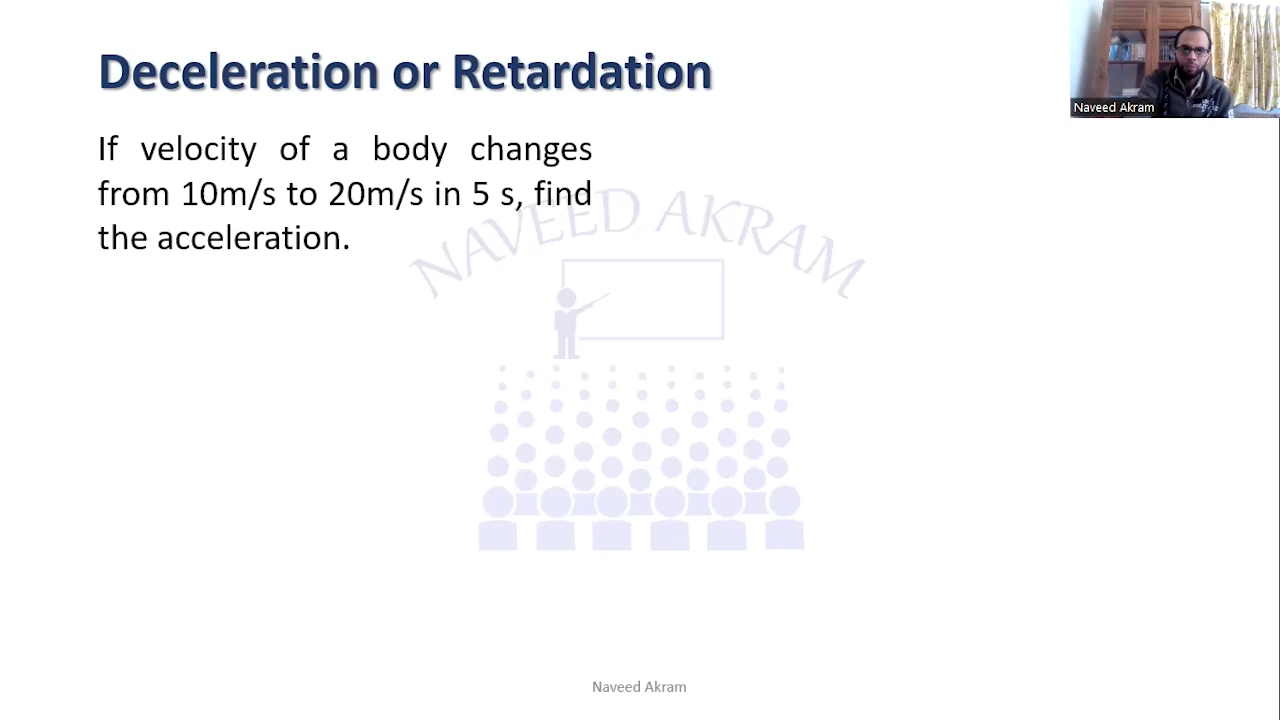 Deceleration or Retardation
Naveed Akram
If velocity of a body changes
from 10m/s to 20m/s in 5 s, find
the acceleration.
NAVEED AKRAM
Naveed Akram